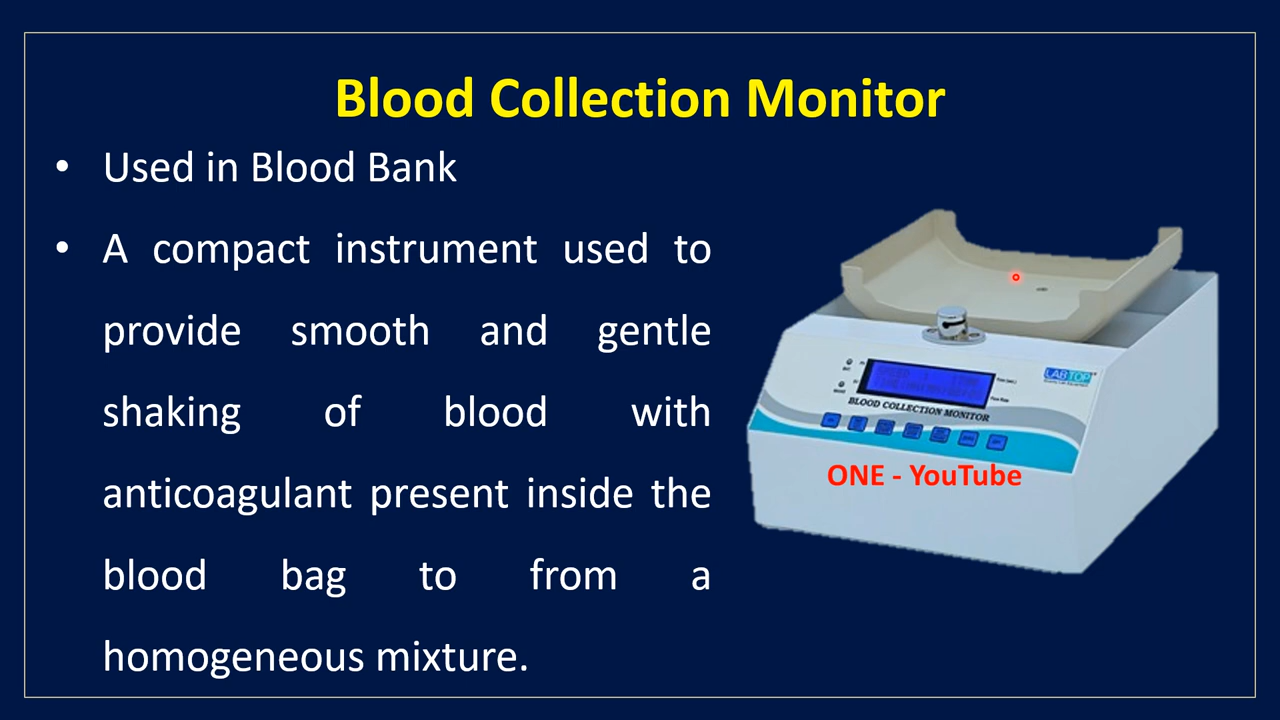 Blood Collection Monitor
• Used in Blood Bank
• A compact instrument used to
provide smooth and gentle
shaking of blood with
anticoagulant present inside the
blood bag to from a
homogeneous mixture.
LABTOP
BLOOD COLLECTION MONITOR
ONE - YouTube